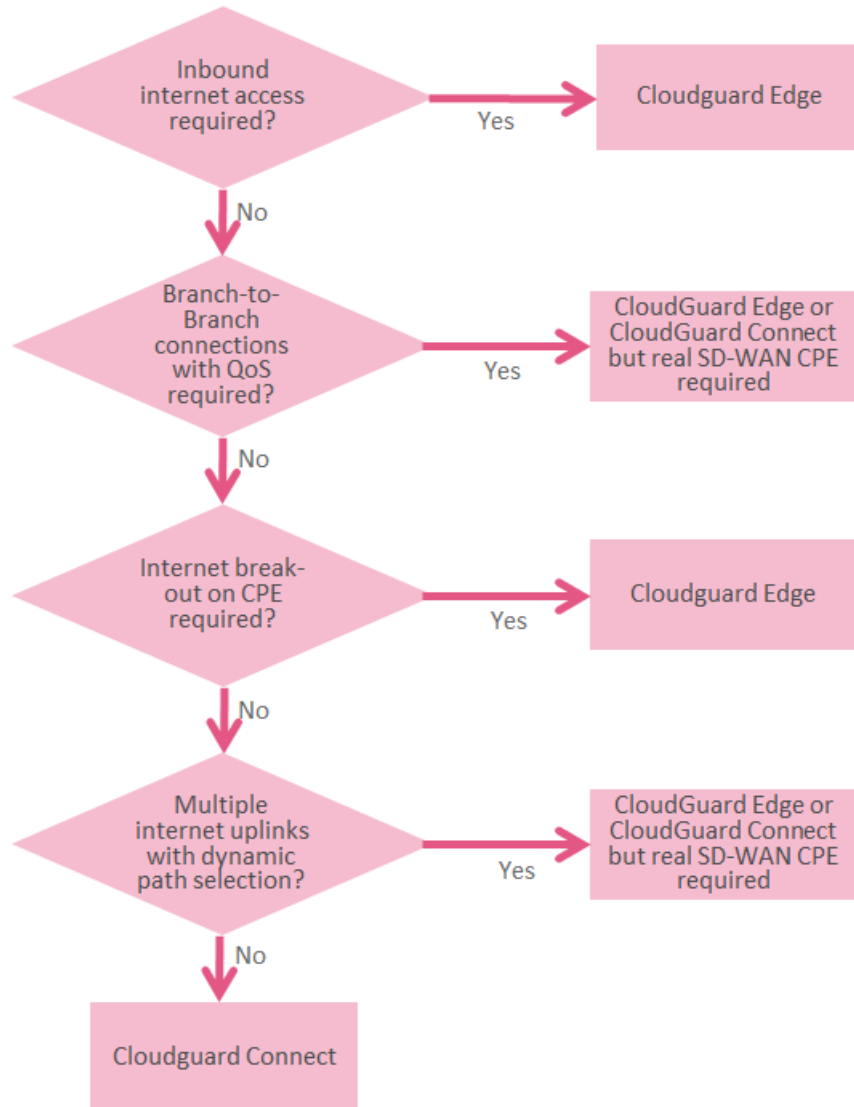 Inbound
internet access
required?
Yes
Cloudguard Edge
No
Branch-to-
Branch
connections
with QoS
required?
Yes
CloudGuard Edge or
CloudGuard Connect
but real SD-WAN CPE
required
No
Internet break-
out on CPE
required?
Yes
Cloudguard Edge
No
Multiple
internet uplinks
with dynamic
path selection?
Yes
CloudGuard Edge or
CloudGuard Connect
but real SD-WAN CPE
required
No
Cloudguard Connect